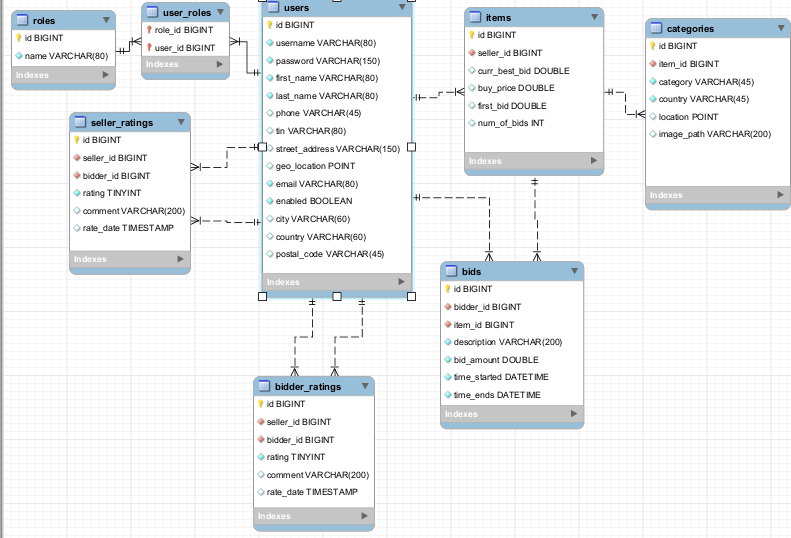 roles
id BIGINT
name VARCHAR(80)
Indexes
user_roles
role_id BIGINT
user_id BIGINT
Indexes
users
id BIGINT
username VARCHAR(80)
password VARCHAR(150)
first_name VARCHAR(80)
last_name VARCHAR(80)
phone VARCHAR(45)
tin VARCHAR(80)
street_address VARCHAR(150)
geo_location POINT
email VARCHAR(80)
enabled BOOLEAN
city VARCHAR(60)
country VARCHAR(60)
postal_code VARCHAR(45)
Indexes
items
id BIGINT
seller_id BIGINT
curr_best_bid DOUBLE
buy_price DOUBLE
first_bid DOUBLE
num_of_bids INT
Indexes
categories
id BIGINT
item_id BIGINT
category VARCHAR(45)
country VARCHAR(45)
location POINT
image_path VARCHAR(200)
Indexes
seller_ratings
id BIGINT
seller_id BIGINT
bidder_id BIGINT
rating TINYINT
comment VARCHAR(200)
rate_date TIMESTAMP
Indexes
bids
id BIGINT
bidder_id BIGINT
item_id BIGINT
description VARCHAR(200)
bid_amount DOUBLE
time_started DATETIME
time_ends DATETIME
Indexes
bidder_ratings
id BIGINT
seller_id BIGINT
bidder_id BIGINT
rating TINYINT
comment VARCHAR(200)
rate_date TIMESTAMP
Indexes